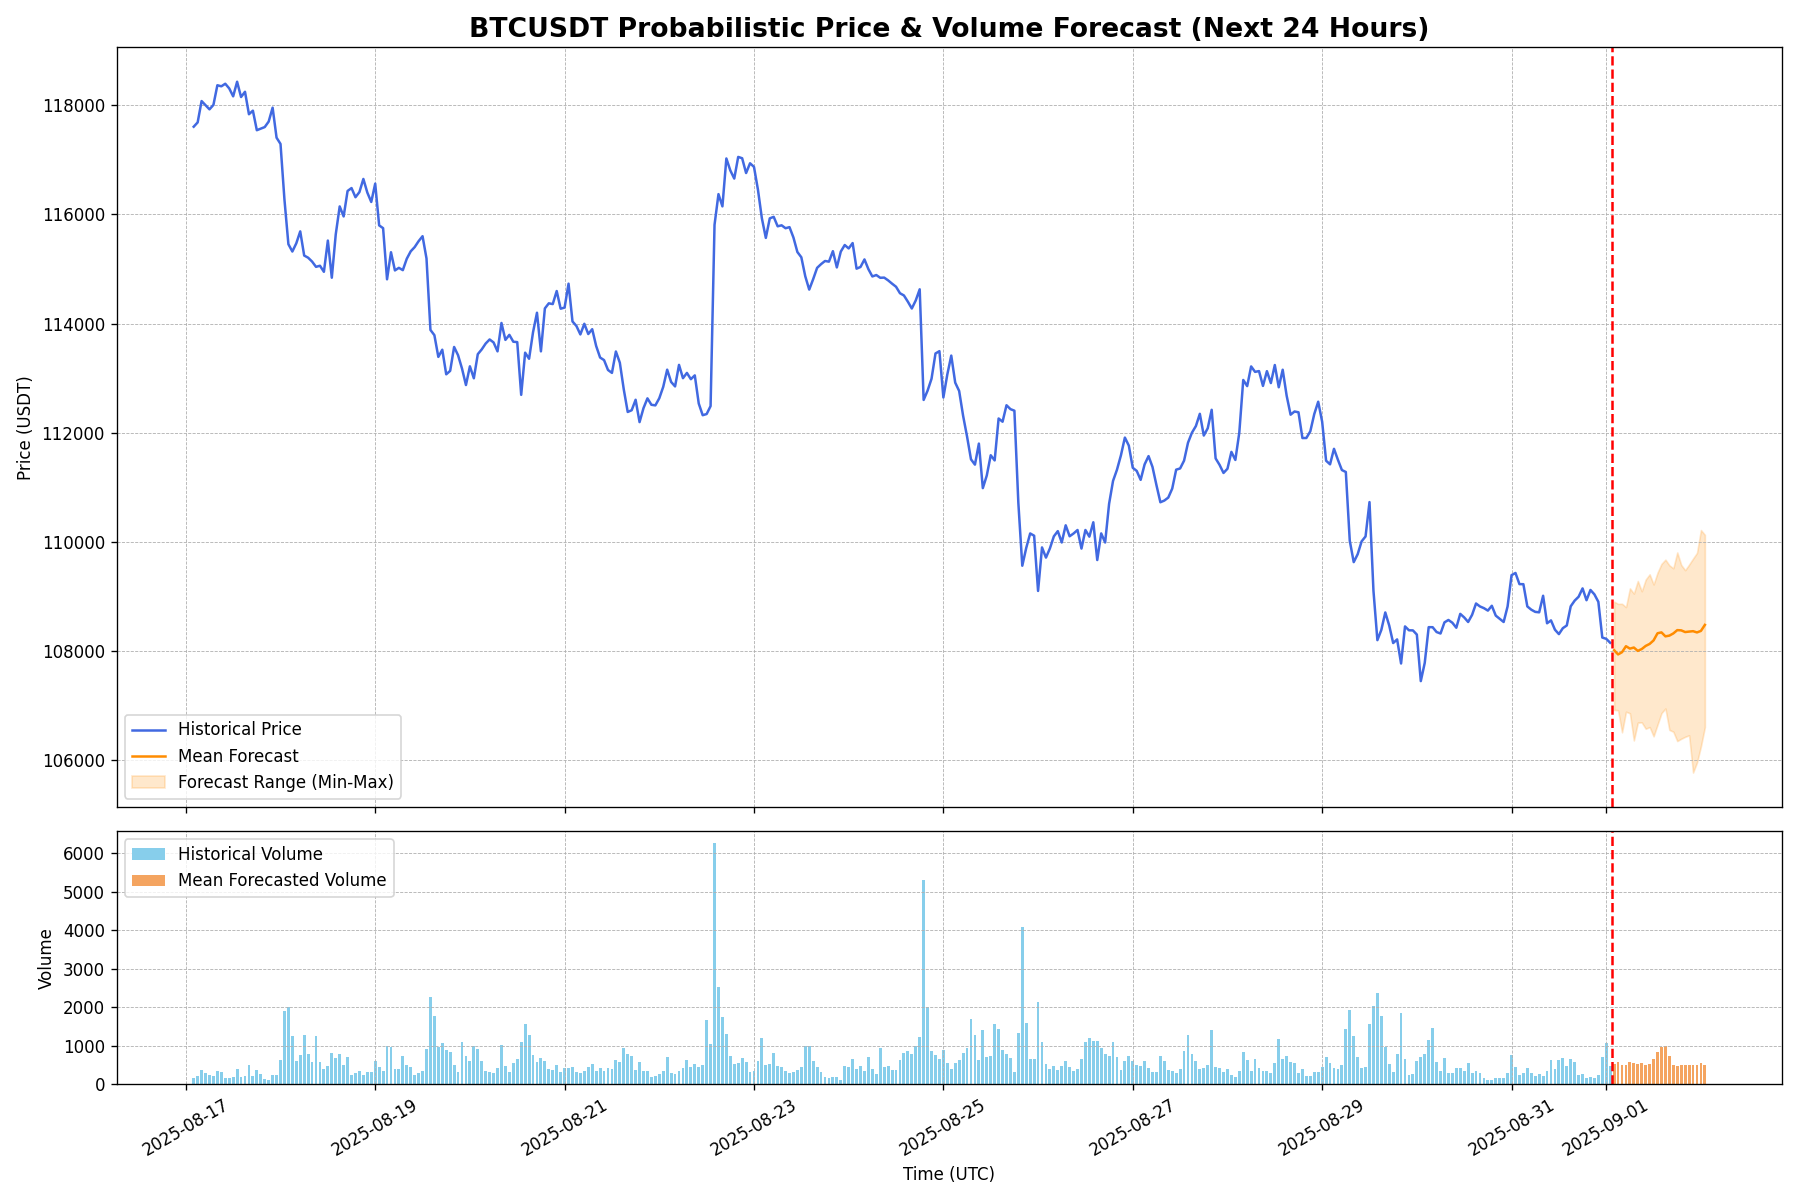 BTCUSDT Probabilistic Price & Volume Forecast (Next 24 Hours)
118000
116000
114000
112000
110000
108000
106000
Price (USDT)
Historical Price
Mean Forecast
Forecast Range (Min-Max)
6000
5000
4000
3000
2000
1000
0
Volume
Historical Volume
Mean Forecasted Volume
2025-08-17
2025-08-19
2025-08-21
2025-08-23
2025-08-25
2025-08-27
2025-08-29
2025-08-31
2025-09-01
Time (UTC)